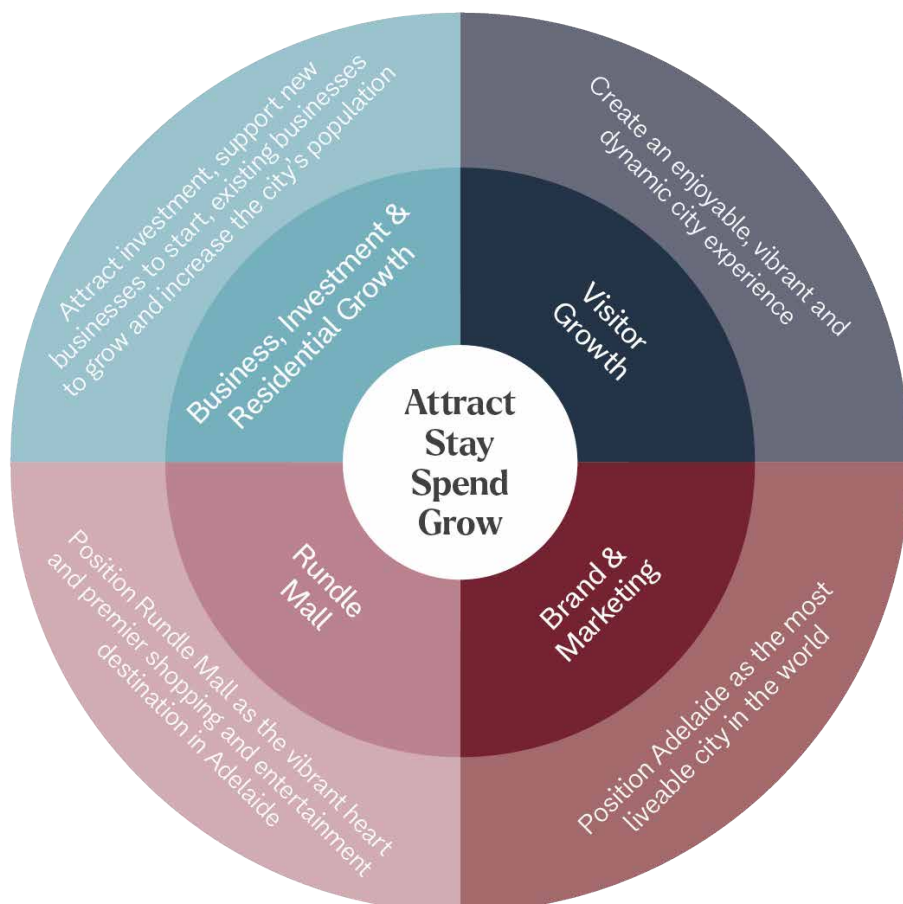 Attract investment, support new
businesses to start, existing businesses
to grow and increase the city's population
Business, Investment &
Residential Growth
Create an enjoyable, vibrant and
dynamic city experience
Visitor
Growth
Attract
Stay
Spend
Grow
Rundle
Mall
Position Rundle Mall as the vibrant heart
and premier shopping and entertainment
destination in Adelaide
Brand &
Marketing
Position Adelaide as the most
liveable city in the world